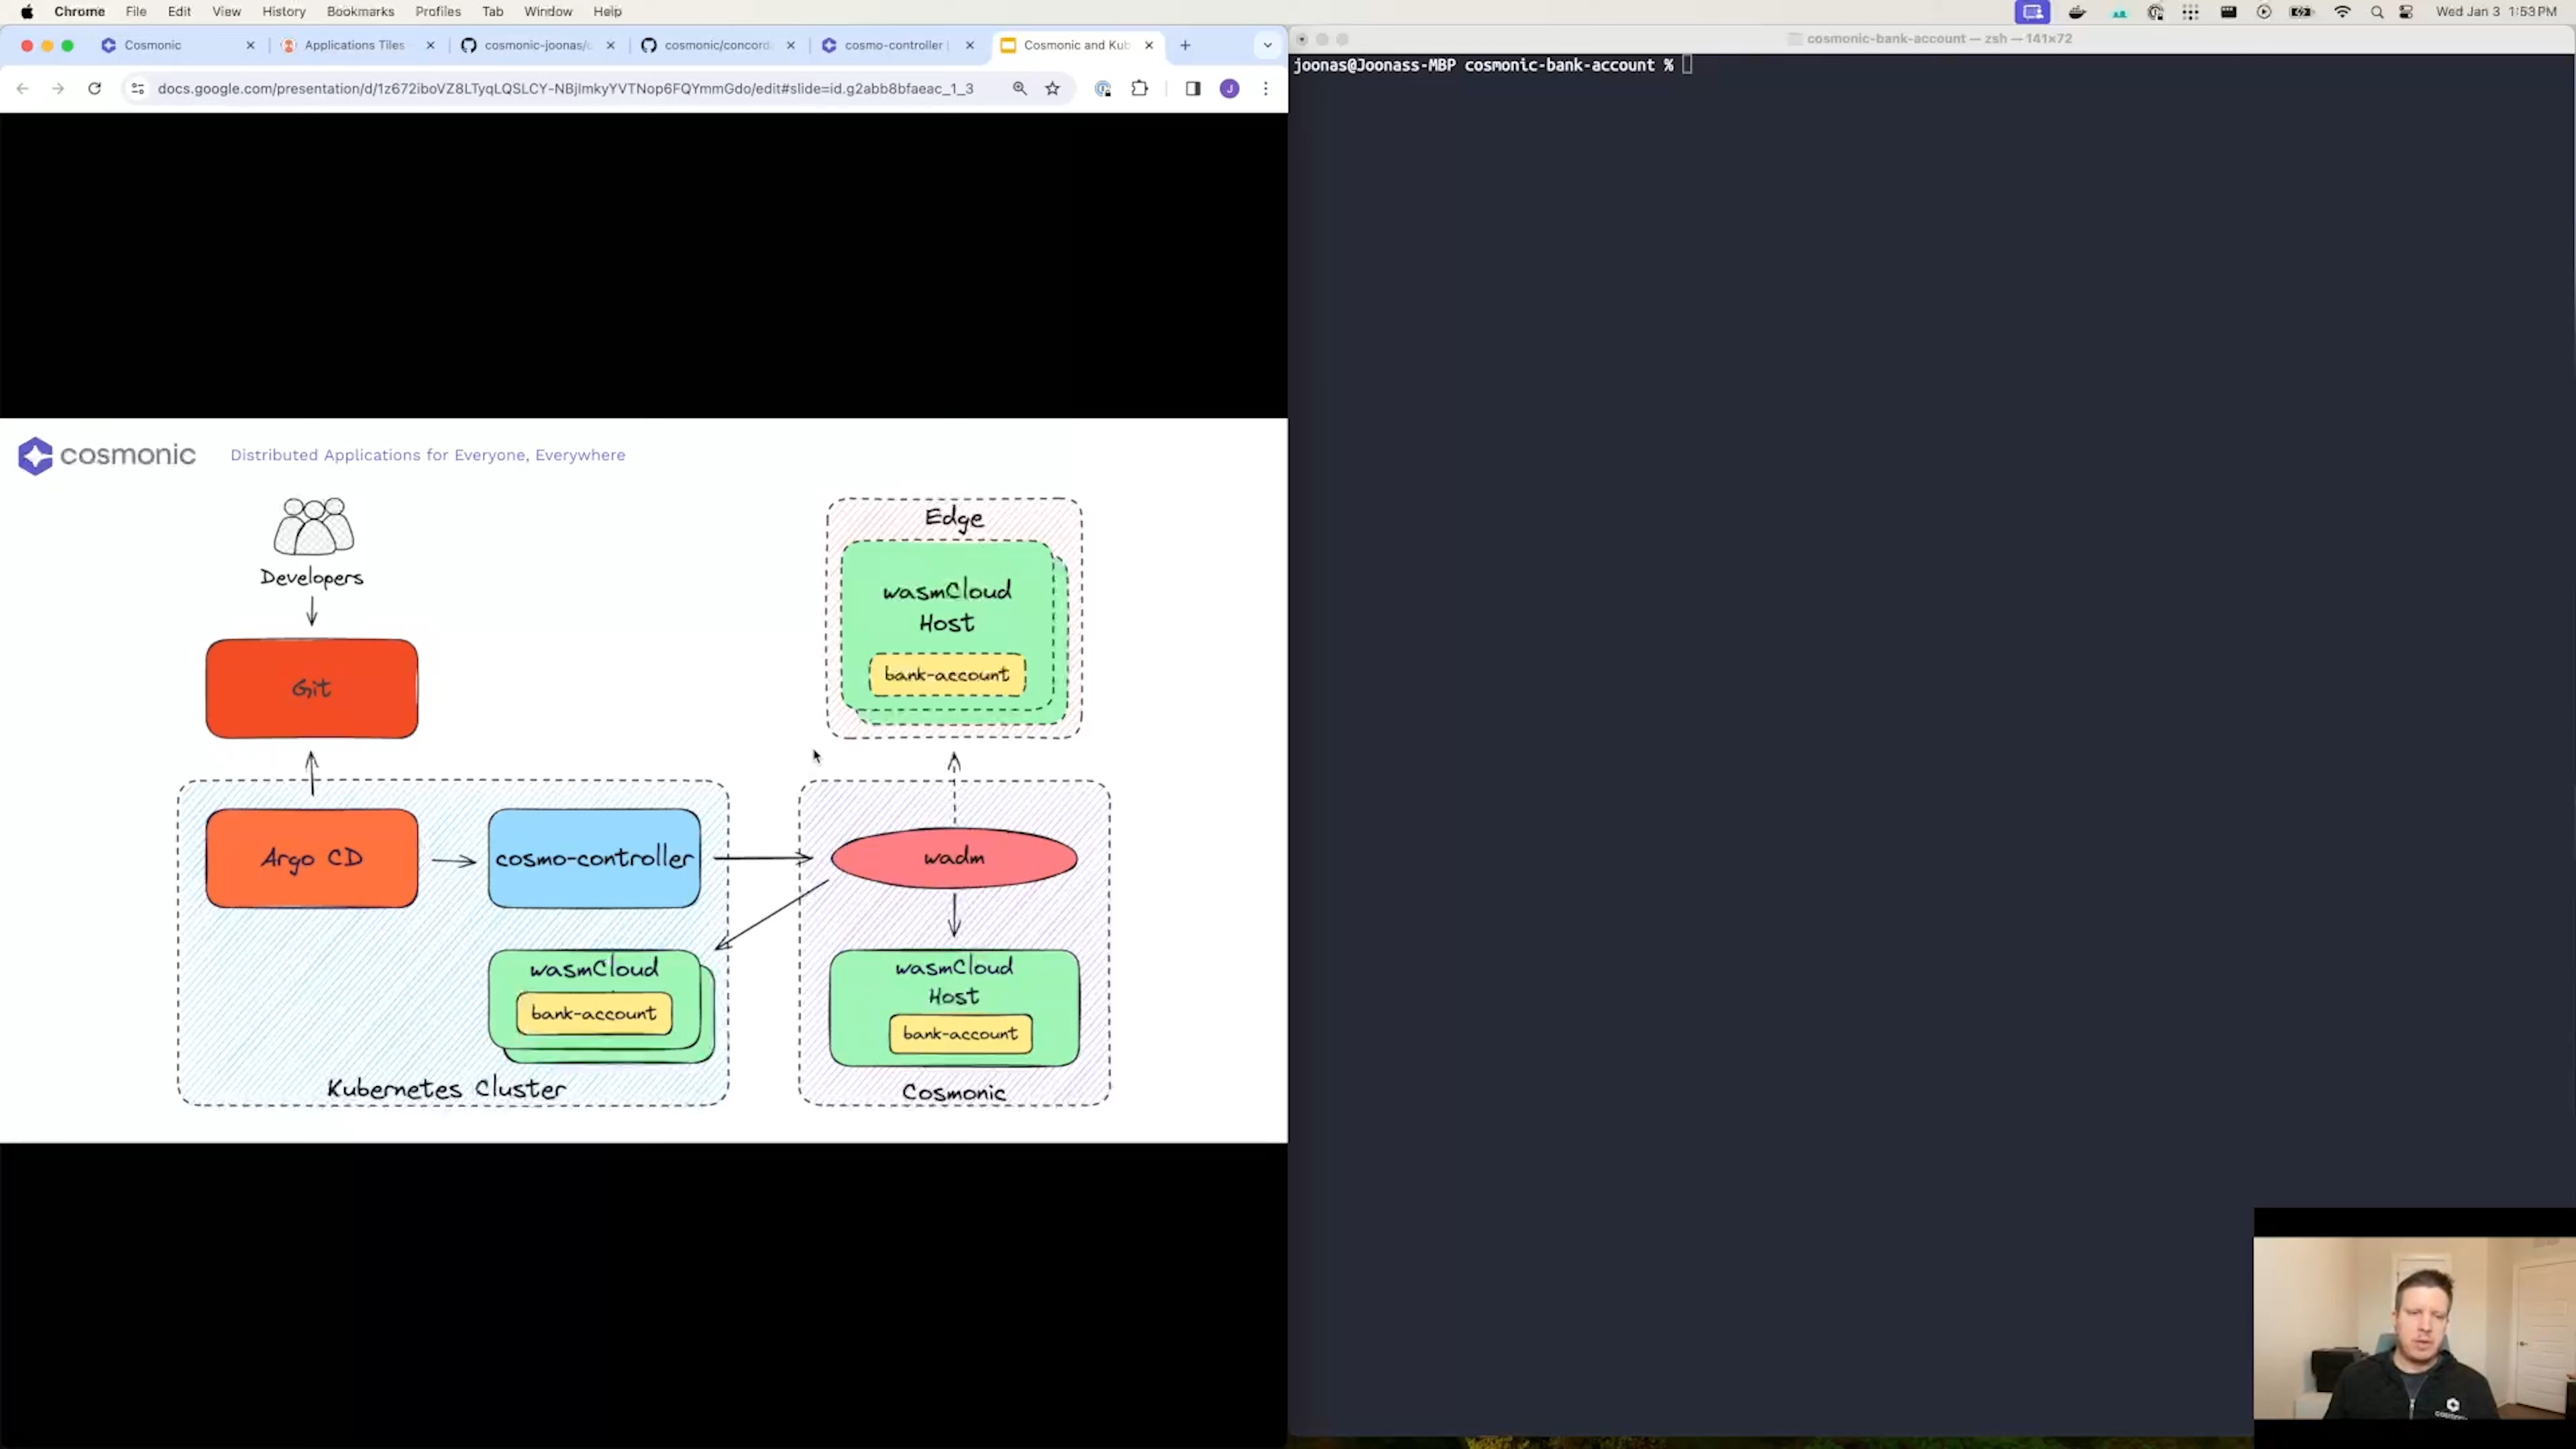 Chrome File Edit View History Bookmarks Profiles Tab Window Help
Wed Jan 3 1:53 PM
Cosmonic
Applications Tiles
cosmonic-joonas/
cosmonic/concord
cosmo-controller
Cosmonic and Kub
docs.google.com/presentation/d/1z672iboVZ8LTyqLQSLCY-NBjlmkyYVTNop6FQYmmGdo/edit#slide=id.g2abb8bfaeac_1_3
J
cosmonic-bank-account — zsh — 141×72
joonas@Joonass-MBP cosmonic-bank-account %
cosmonic
Distributed Applications for Everyone, Everywhere
Developers
Git
Edge
wasmCloud
Host
bank-account
Argo CD
cosmo-controller
wadm
wasmCloud
bank-account
Kubernetes Cluster
wasmCloud
Host
bank-account
Cosmonic